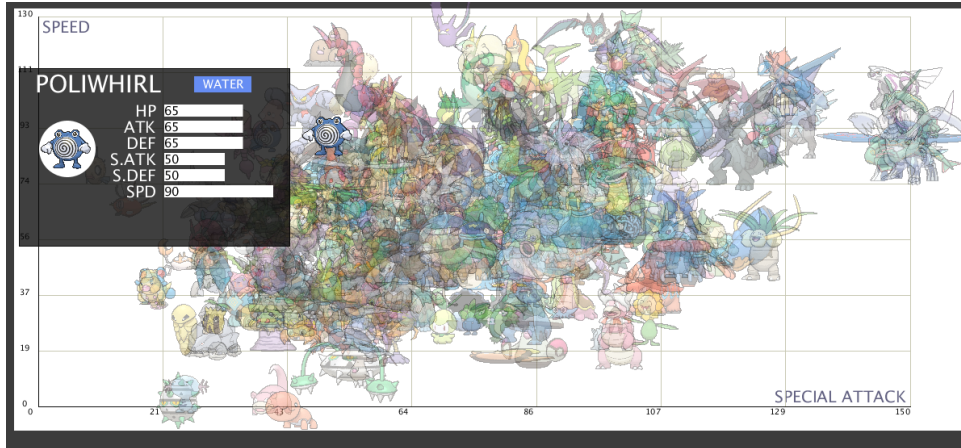 130
SPEED
111
POLIWHIRL WATER
HP 65
ATK 65
DEF 65
S.ATK 50
S.DEF 50
SPD 90
93
74
56
37
19
0
SPECIAL ATTACK
0 21 43 64 86 107 129 150